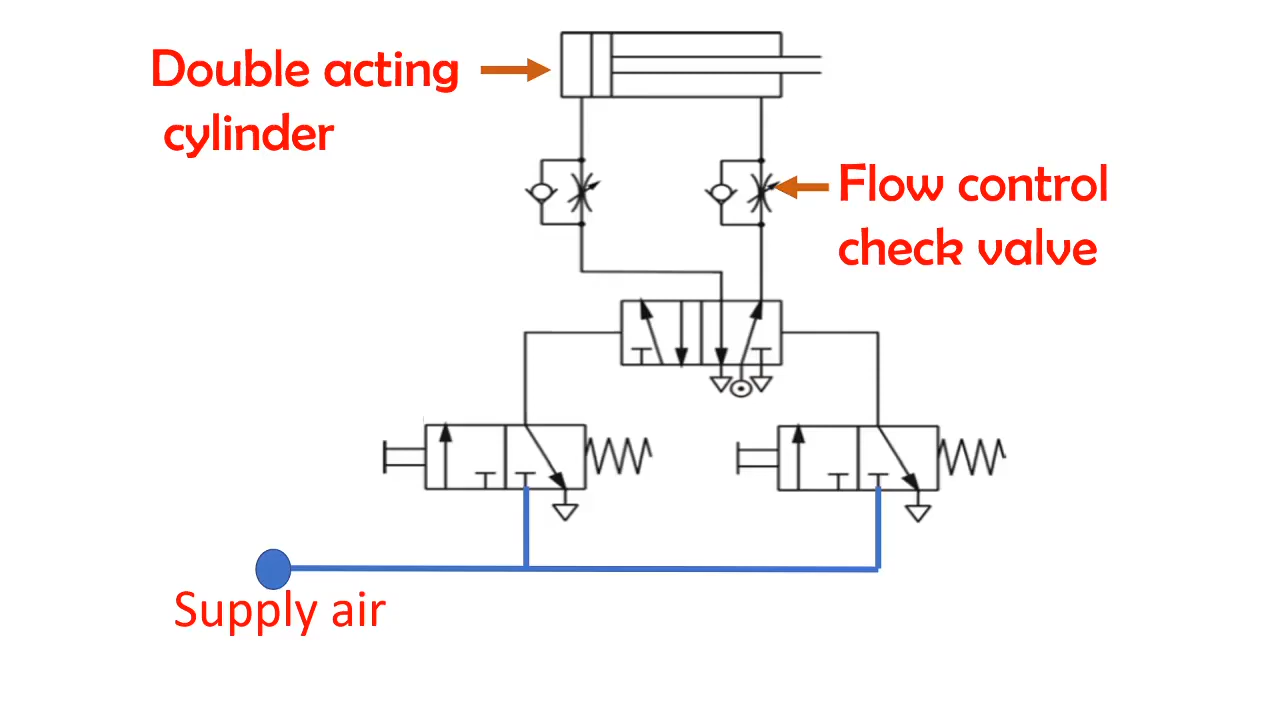 Double acting
cylinder
Flow control
check valve
Supply air